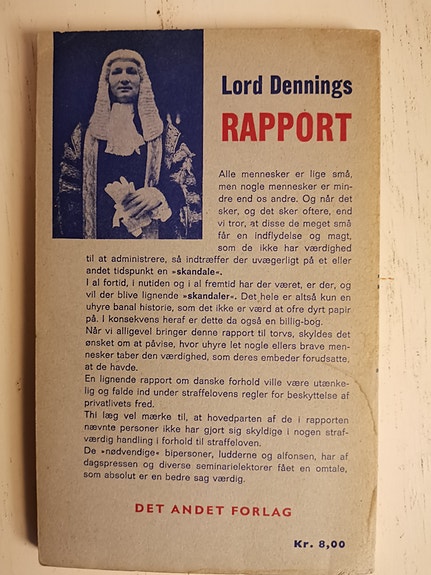 Lord Dennings
RAPPORT
Alle mennesker er lige små,
men nogle mennesker er min-
dre end os andre. Og når det
sker, og det sker oftere, end
vi tror, at disse de meget små
får en indflydelse og magt,
som de ikke har værdighed
til at administrere, så indtræffer der uvægerligt på et eller
andet tidspunkt en »skandale«.
I al fortid, i nutiden og i al fremtid har der været, er der, og
vil der blive lignende »skandaler«. Det hele er altså kun en
uhyre banal historie, som det ikke er værd at ofre dyrt papir
på. I konsekvens heraf er dette da også en billig-bog.
Når vi alligevel bringer denne rapport til torvs, skyldes det
ønsket om at påvise, hvor uhyre let nogle ellers brave men-
nesker taber den værdighed, som deres embeder forudsatte,
at de havde.
En lignende rapport om danske forhold ville være utænke-
lig og falde ind under straffelovens regler for beskyttelse af
privatlivets fred.
Thi læg vel mærke til, at hovedparten af de i rapporten
nævnte personer ikke har gjort sig skyldige i nogen straf-
værdig handling i forhold til straffeloven.
De »nødvendige« bipersoner, ludderne og alfonsen, har af
dagspressen og diverse seminarielektorer fået en omtale,
som absolut er en bedre sag værdig.
DET ANDET FORLAG
Kr. 8,00